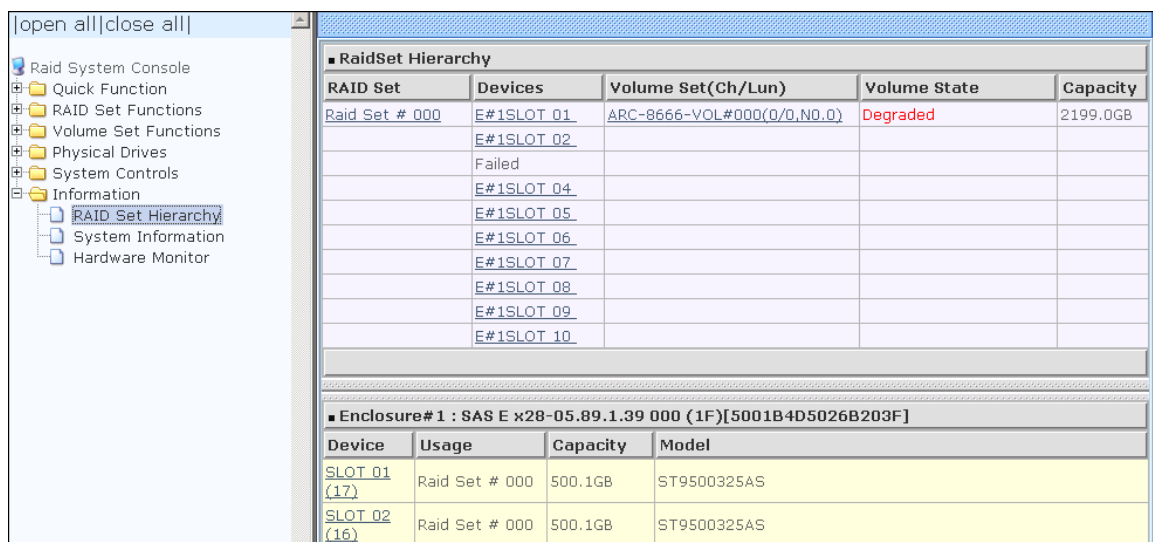 |open all|close all|
Raid System Console
Quick Function
RAID Set Functions
Volume Set Functions
Physical Drives
System Controls
Information
RAID Set Hierarchy
System Information
Hardware Monitor
RaidSet Hierarchy
RAID Set Devices Volume Set(Ch/Lun) Volume State Capacity
Raid Set # 000 E#1SLOT 01 ARC-8666-VOL#000(0/0,N0.0) Degraded 2199.0GB
E#1SLOT 02
Failed
E#1SLOT 04
E#1SLOT 05
E#1SLOT 06
E#1SLOT 07
E#1SLOT 08
E#1SLOT 09
E#1SLOT 10
Enclosure#1 : SAS E x28-05.89.1.39 000 (1F)[5001B4D5026B203F]
Device Usage Capacity Model
SLOT 01 (17) Raid Set # 000 500.1GB ST9500325AS
SLOT 02 (16) Raid Set # 000 500.1GB ST9500325AS